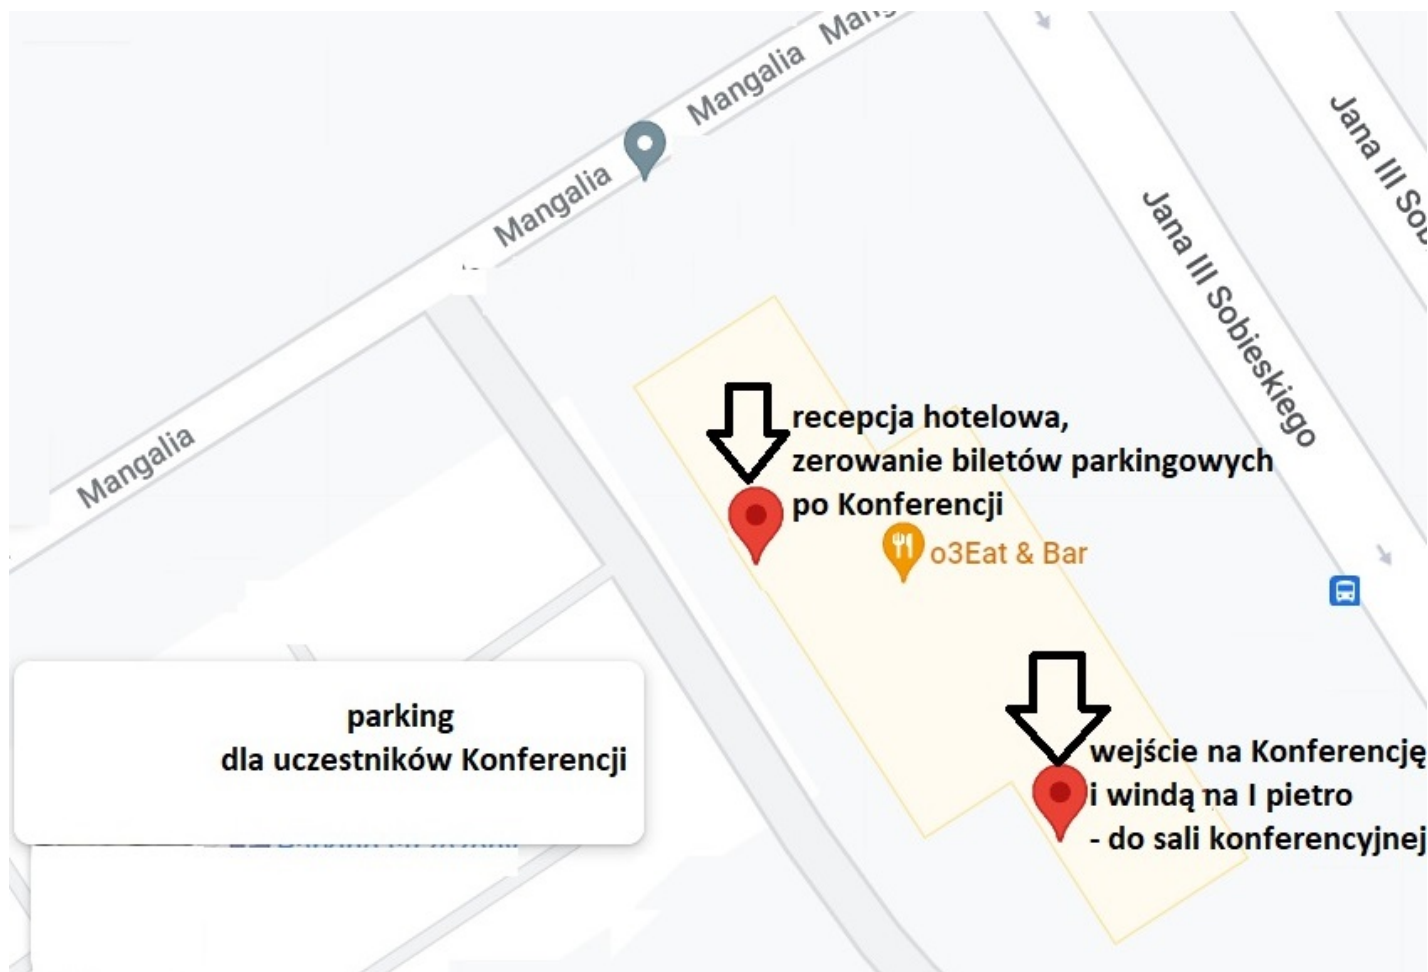 Mangalia
Mangalia
Mangalia
Jana III Sobieskiego
Jana III
recepcja hotelowa,
zerowanie biletów parkingowych
po Konferencji
o3Eat & Bar
Mangalia
parking
dla uczestników Konferencji
wejście na Konferencję
i windą na I pietro
- do sali konferencyjnej